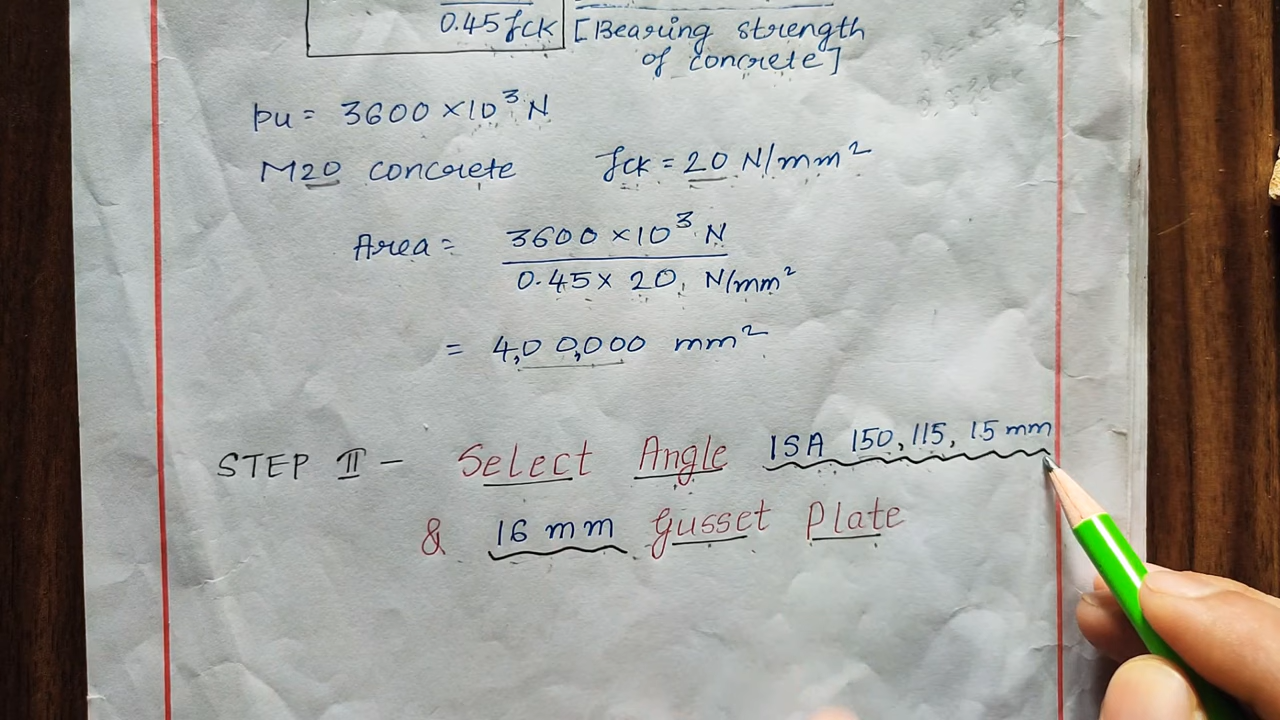 0.45 fck [Bearing strength
of concrete]
pu = 3600 × 10³ N
M20 concrete fck = 20 N/mm²
Area = 3600 × 10³ N
0.45 × 20 N/mm²
= 4,00,000 mm²
STEP II - Select Angle ISA 150, 115, 15 mm
& 16 mm Gusset Plate